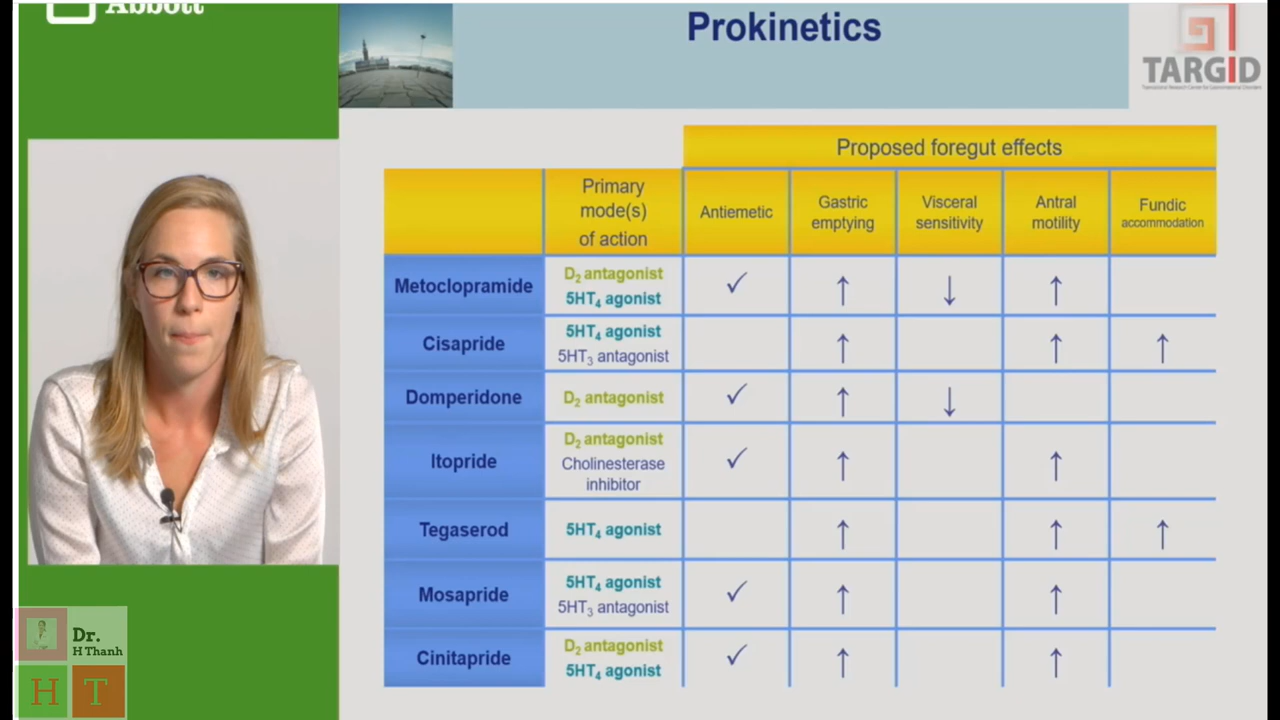 Abbott
Prokinetics
TARGID
Proposed foregut effects
Primary
mode(s)
of action
Antiemetic
Gastric
emptying
Visceral
sensitivity
Antral
motility
Fundic
accommodation
Metoclopramide
D₂ antagonist
5HT₄ agonist
✓
↑
↓
↑
Cisapride
5HT₄ agonist
5HT₃ antagonist
↑
↑
↑
Domperidone
D₂ antagonist
✓
↑
↓
Itopride
D₂ antagonist
Cholinesterase
inhibitor
✓
↑
↑
Tegaserod
5HT₄ agonist
↑
↑
↑
Mosapride
5HT₄ agonist
5HT₃ antagonist
✓
↑
↑
Cinitapride
D₂ antagonist
5HT₄ agonist
✓
↑
↑
Dr.
H Thanh
H T